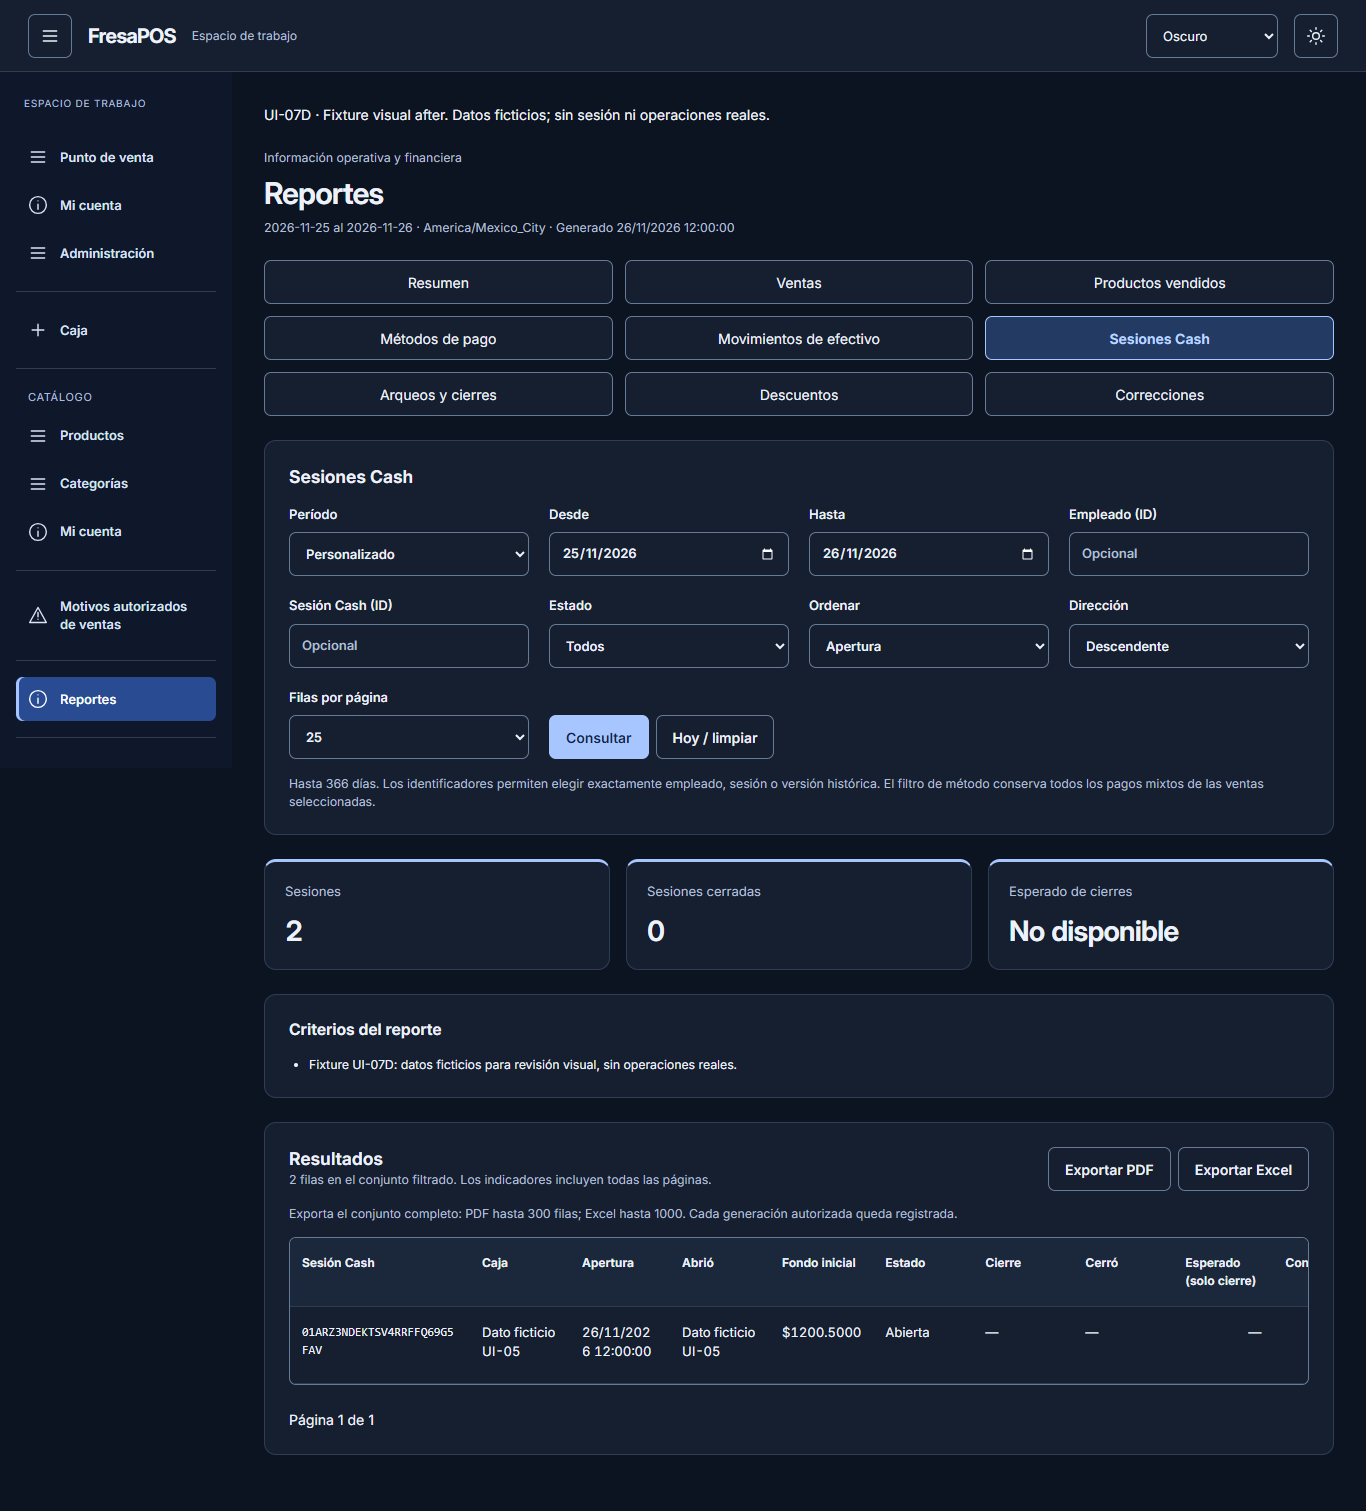 FresaPOS
Espacio de trabajo
Oscuro
ESPACIO DE TRABAJO
Punto de venta
Mi cuenta
Administración
Caja
CATÁLOGO
Productos
Categorías
Mi cuenta
Motivos autorizados
de ventas
Reportes
UI-07D · Fixture visual after. Datos ficticios; sin sesión ni operaciones reales.
Información operativa y financiera
Reportes
2026-11-25 al 2026-11-26 · America/Mexico_City · Generado 26/11/2026 12:00:00
Resumen
Ventas
Productos vendidos
Métodos de pago
Movimientos de efectivo
Sesiones Cash
Arqueos y cierres
Descuentos
Correcciones
Sesiones Cash
Período
Desde
Hasta
Empleado (ID)
Personalizado
25/11/2026
26/11/2026
Opcional
Sesión Cash (ID)
Estado
Ordenar
Dirección
Opcional
Todos
Apertura
Descendente
Filas por página
25
Consultar
Hoy / limpiar
Hasta 366 días. Los identificadores permiten elegir exactamente empleado, sesión o versión histórica. El filtro de método conserva todos los pagos mixtos de las ventas
seleccionadas.
Sesiones
2
Sesiones cerradas
0
Esperado de cierres
No disponible
Criterios del reporte
• Fixture UI-07D: datos ficticios para revisión visual, sin operaciones reales.
Resultados
2 filas en el conjunto filtrado. Los indicadores incluyen todas las páginas.
Exportar PDF
Exportar Excel
Exporta el conjunto completo: PDF hasta 300 filas; Excel hasta 1000. Cada generación autorizada queda registrada.
Sesión Cash
Caja
Apertura
Abrió
Fondo inicial
Estado
Cierre
Cerró
Esperado
(solo cierre)
Con
01ARZ3NDEKTSV4RRFFQ69G5
FAV
Dato ficticio
UI-05
26/11/202
6 12:00:00
Dato ficticio
UI-05
$1200.5000
Abierta
—
—
—
Página 1 de 1